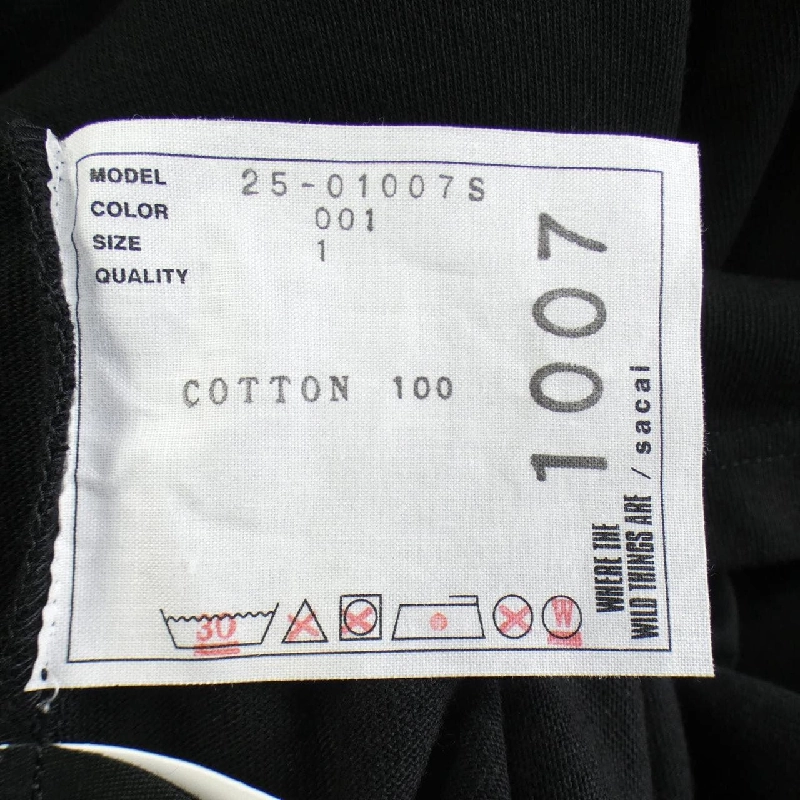 MODEL 25-01007S
COLOR 001
SIZE 1
QUALITY
COTTON 100
1007
WHERE THE
WILD THINGS ARE / sacai
30
W